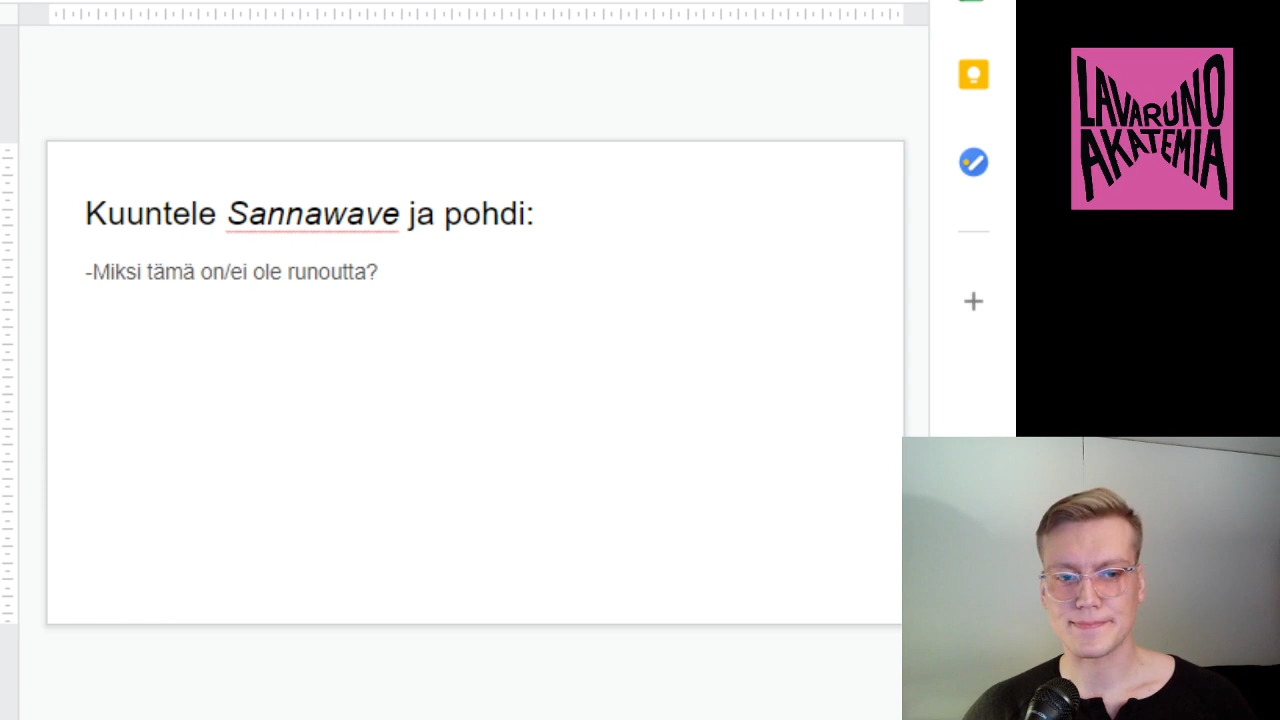 Kuuntele Sannawave ja pohdi:
-Miksi tämä on/ei ole runoutta?
LAVARUNO
AKATEMIA